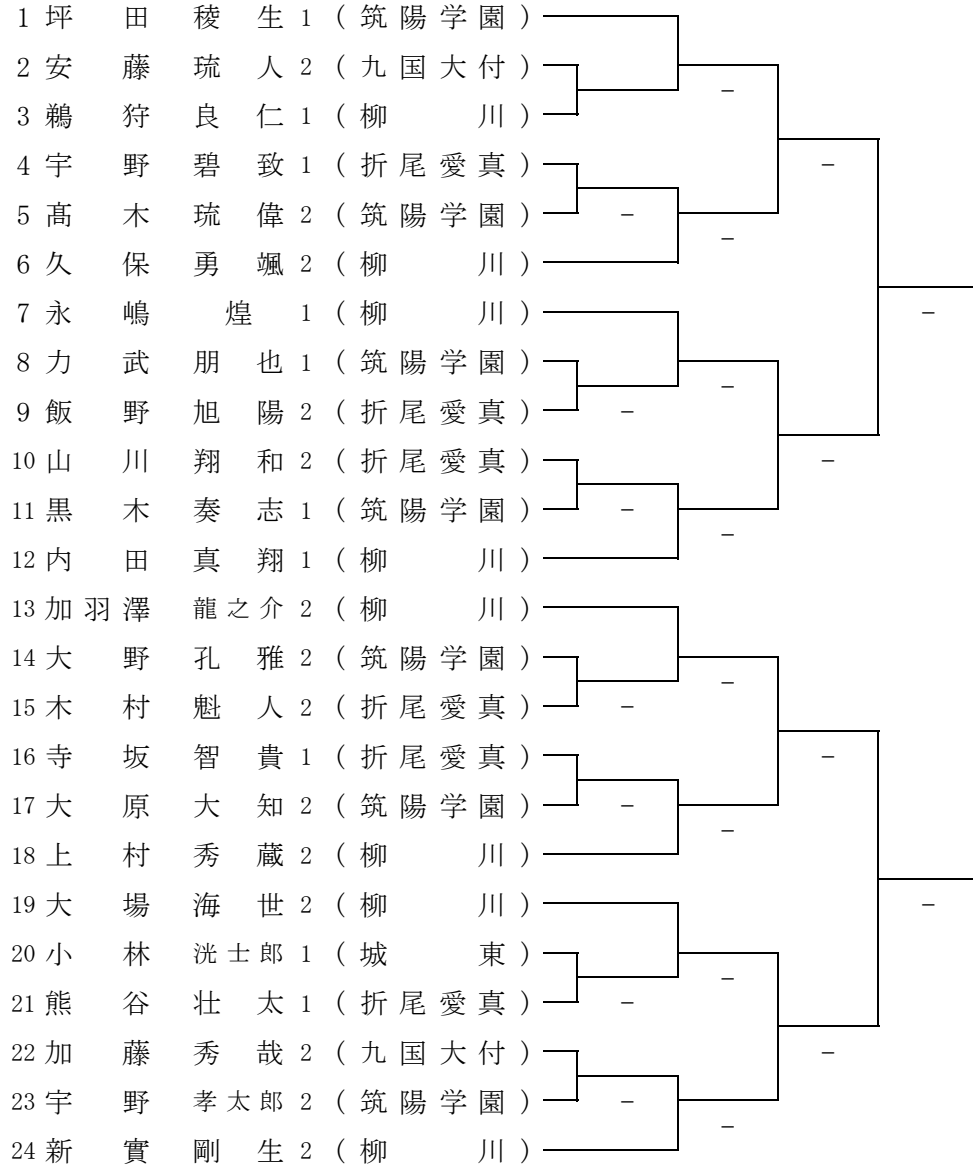 1 坪田稜生 1 (筑陽学園)
2 安藤琉人 2 (九国大付)
3 鵜狩良仁 1 (柳川)
4 宇野碧致 1 (折尾愛真)
5 髙木琉偉 2 (筑陽学園)
6 久保勇颯 2 (柳川)
7 永嶋煌 1 (柳川)
8 力武朋也 1 (筑陽学園)
9 飯野旭陽 2 (折尾愛真)
10 山川翔和 2 (折尾愛真)
11 黒木奏志 1 (筑陽学園)
12 内田真翔 1 (柳川)
13 加羽澤龍之介 2 (柳川)
14 大野孔雅 2 (筑陽学園)
15 木村魁人 2 (折尾愛真)
16 寺坂智貴 1 (折尾愛真)
17 大原大知 2 (筑陽学園)
18 上村秀蔵 2 (柳川)
19 大場海世 2 (柳川)
20 小林洸士郎 1 (城東)
21 熊谷壮太 1 (折尾愛真)
22 加藤秀哉 2 (九国大付)
23 宇野孝太郎 2 (筑陽学園)
24 新實剛生 2 (柳川)